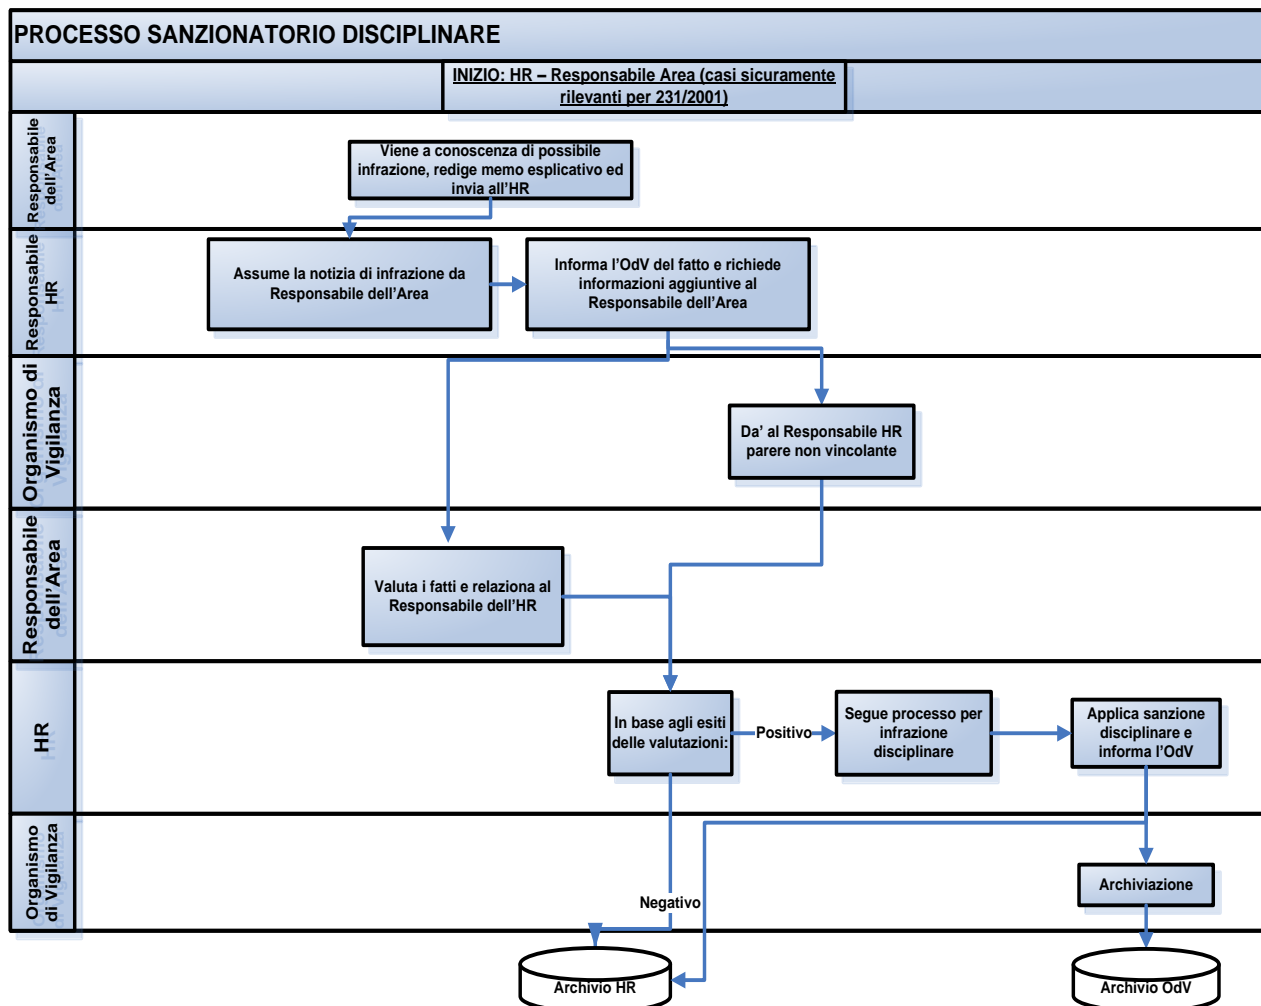 PROCESSO SANZIONATORIO DISCIPLINARE
INIZIO: HR – Responsabile Area (casi sicuramente
rilevanti per 231/2001)
Responsabile
dell'Area
Viene a conoscenza di possibile
infrazione, redige memo esplicativo ed
invia all'HR
Responsabile
HR
Assume la notizia di infrazione da
Responsabile dell'Area
Informa l'OdV del fatto e richiede
informazioni aggiuntive al
Responsabile dell'Area
Organismo di
Vigilanza
Da' al Responsabile HR
parere non vincolante
Responsabile
dell'Area
Valuta i fatti e relaziona al
Responsabile dell'HR
HR
In base agli esiti
delle valutazioni:
Positivo
Segue processo per
infrazione
disciplinare
Applica sanzione
disciplinare e
informa l'OdV
Organismo
di Vigilanza
Archiviazione
Negativo
Archivio HR
Archivio OdV